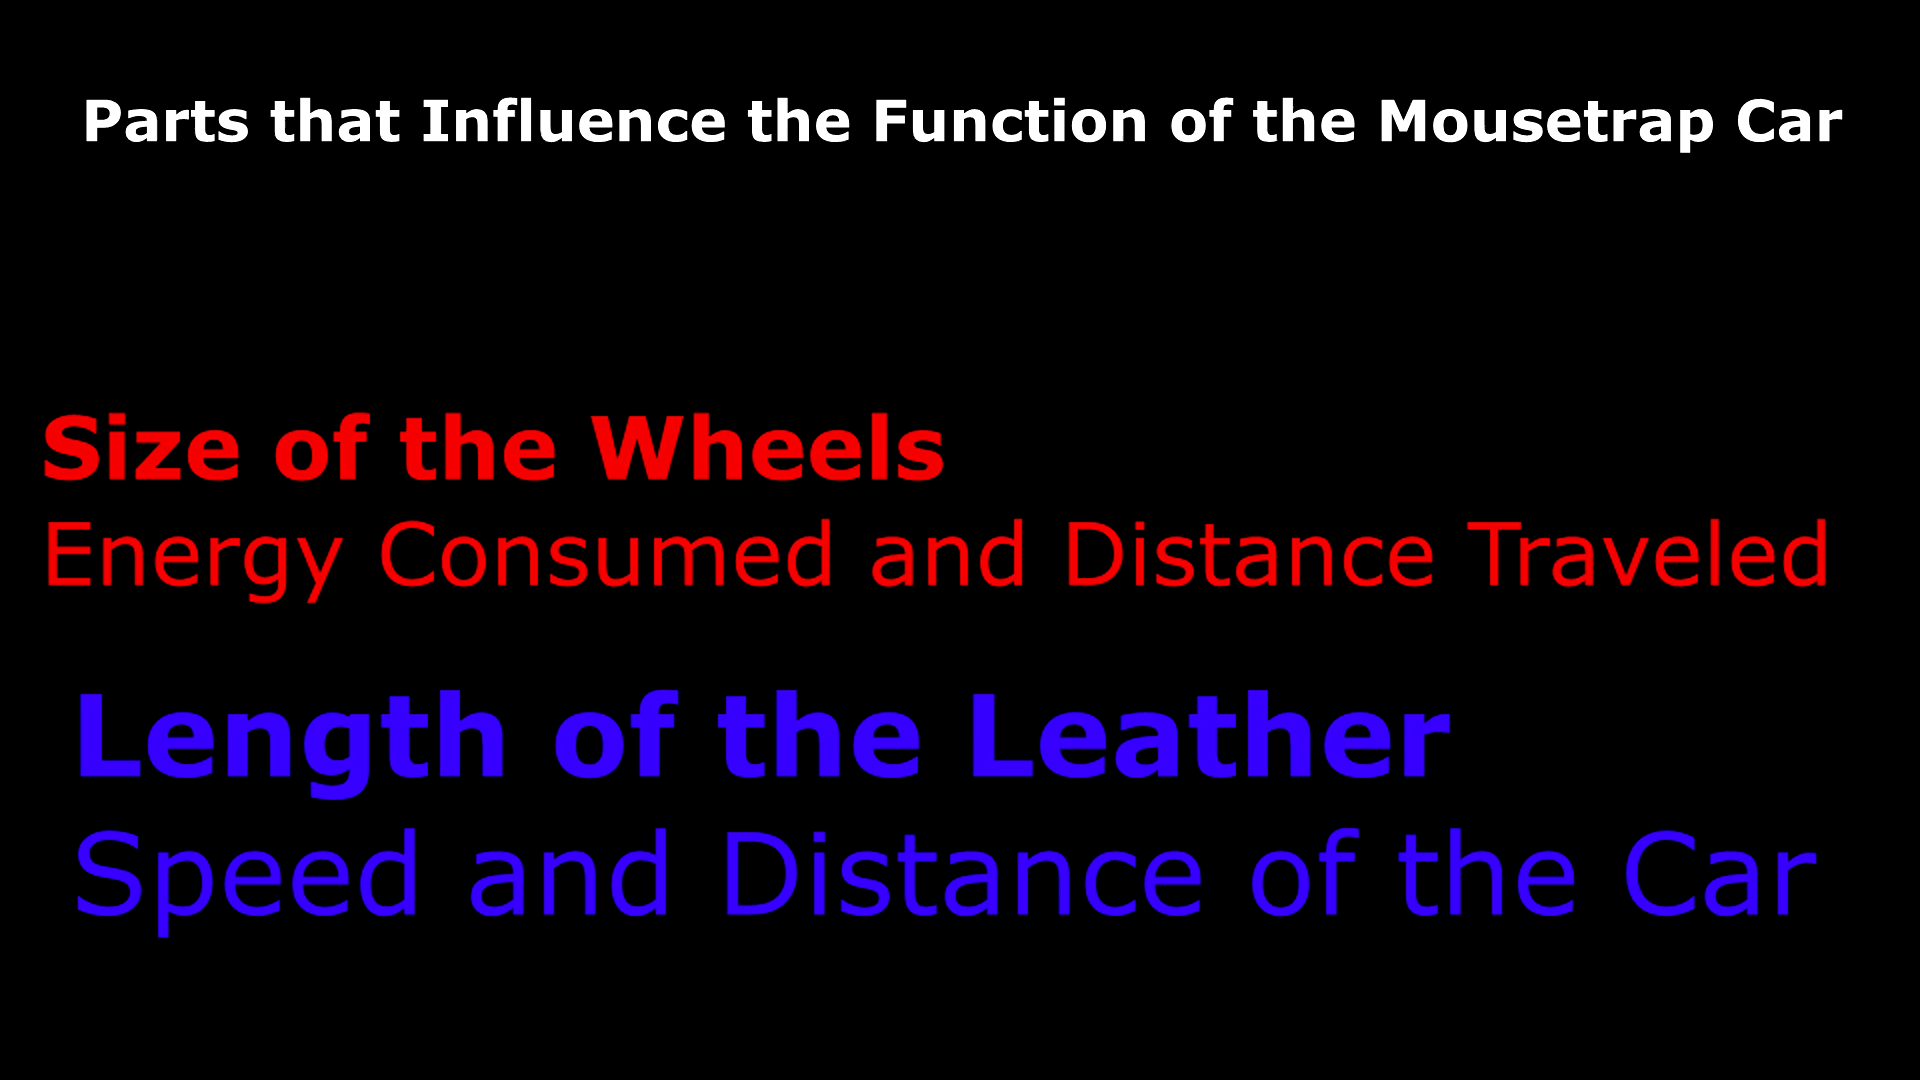 Parts that Influence the Function of the Mousetrap Car
Size of the Wheels
Energy Consumed and Distance Traveled
Length of the Leather
Speed and Distance of the Car